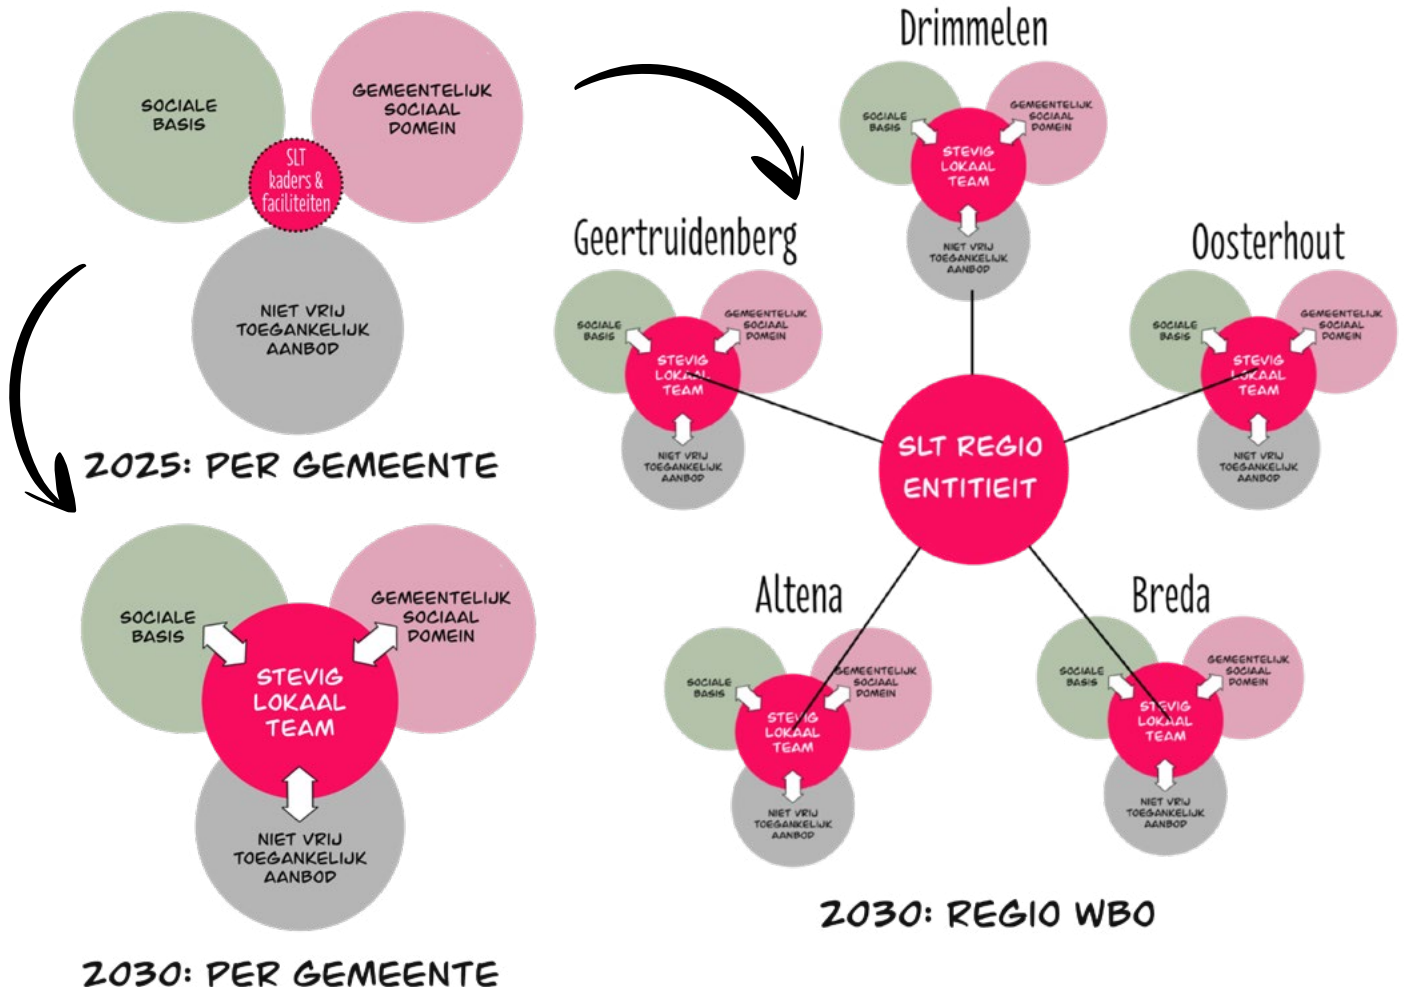 SOCIALE
BASIS
GEMEENTELIJK
SOCIAAL
DOMEIN
SLT
kaders &
faciliteiten
NIET VRIJ
TOEGANKELIJK
AANBOD
2025: PER GEMEENTE
SOCIALE
BASIS
GEMEENTELIJK
SOCIAAL
DOMEIN
STEVIG
LOKAAL
TEAM
NIET VRIJ
TOEGANKELIJK
AANBOD
2030: PER GEMEENTE
Drimmelen
SOCIALE
BASIS
GEMEENTELIJK
SOCIAAL
DOMEIN
STEVIG
LOKAAL
TEAM
NIET VRIJ
TOEGANKELIJK
AANBOD
Geertruidenberg
SOCIALE
BASIS
GEMEENTELIJK
SOCIAAL
DOMEIN
STEVIG
LOKAAL
TEAM
NIET VRIJ
TOEGANKELIJK
AANBOD
Oosterhout
SOCIALE
BASIS
GEMEENTELIJK
SOCIAAL
DOMEIN
STEVIG
LOKAAL
TEAM
NIET VRIJ
TOEGANKELIJK
AANBOD
SLT REGIO
ENTITIEIT
Altena
SOCIALE
BASIS
GEMEENTELIJK
SOCIAAL
DOMEIN
STEVIG
LOKAAL
TEAM
NIET VRIJ
TOEGANKELIJK
AANBOD
Breda
SOCIALE
BASIS
GEMEENTELIJK
SOCIAAL
DOMEIN
STEVIG
LOKAAL
TEAM
NIET VRIJ
TOEGANKELIJK
AANBOD
2030: REGIO WBO